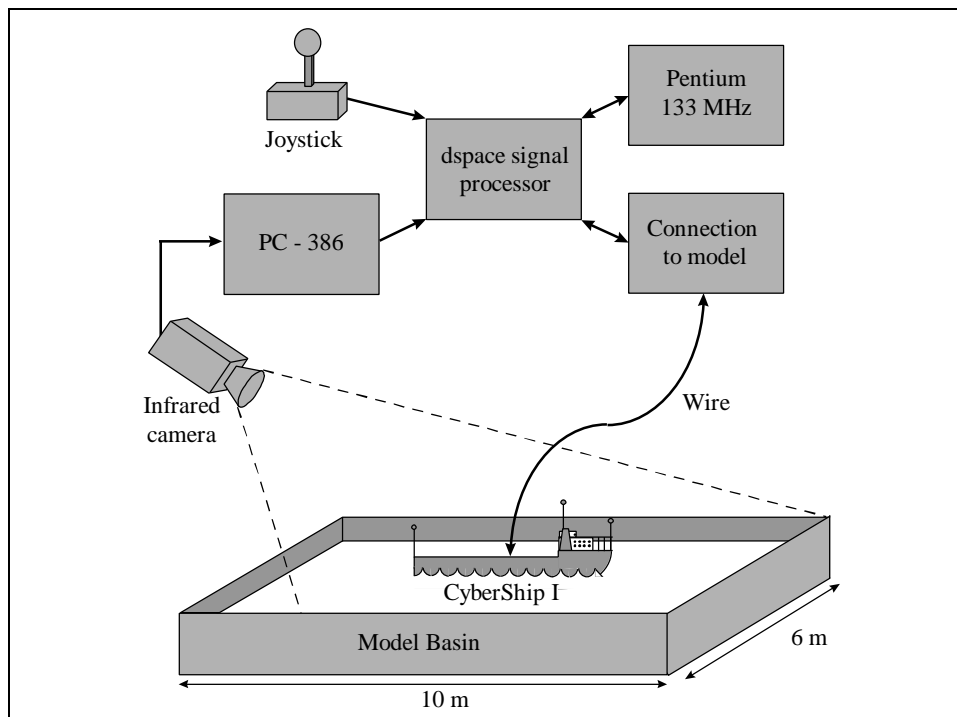 Joystick
Pentium
133 MHz
dspace signal
processor
PC - 386
Connection
to model
Infrared
camera
Wire
CyberShip I
Model Basin
6 m
10 m